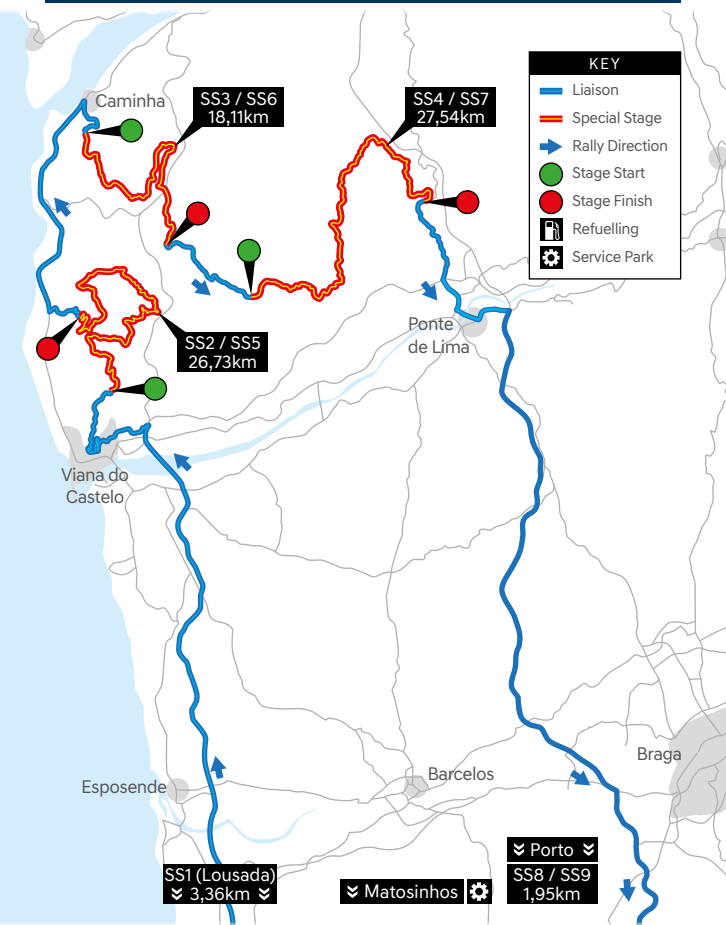 KEY
Liaison
Special Stage
Rally Direction
Stage Start
Stage Finish
Refuelling
Service Park
Caminha
SS3 / SS6
18,11km
SS4 / SS7
27,54km
Ponte
de Lima
SS2 / SS5
26,73km
Viana do
Castelo
Braga
Esposende
Barcelos
SS1 (Lousada)
3,36km
Matosinhos
Porto
SS8 / SS9
1,95km